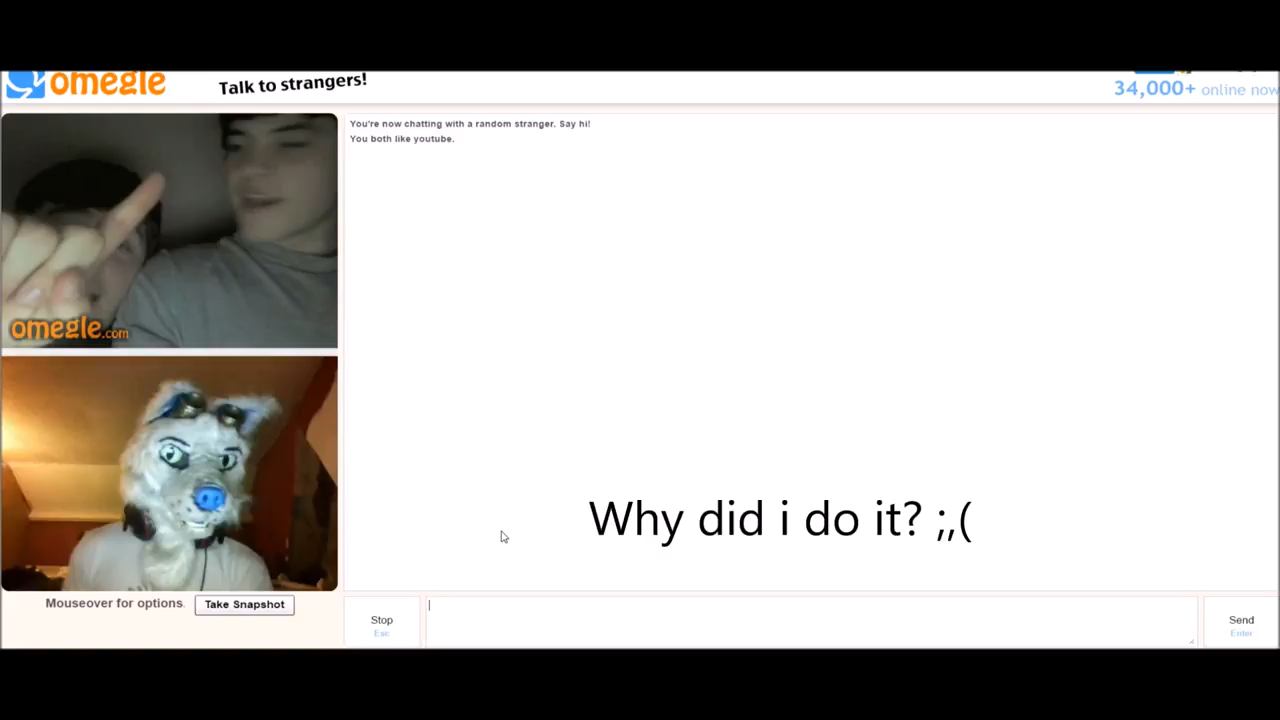 omegle
Talk to strangers!
34,000+ online now
You're now chatting with a random stranger. Say hi!
You both like youtube.
omegle.com
Why did i do it? ;,(
Mouseover for options.
Take Snapshot
Stop
Esc
Send
Enter